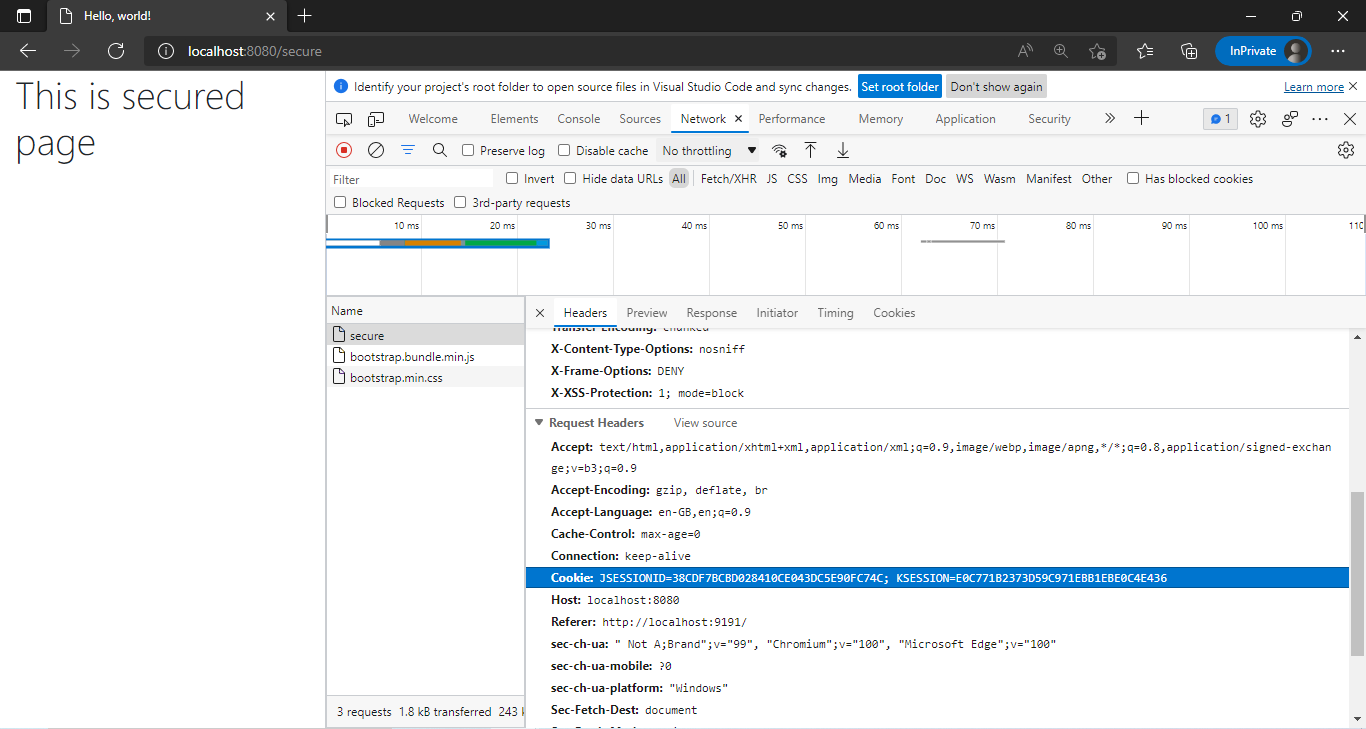 Hello, world!
localhost:8080/secure
InPrivate
This is secured
page
Identify your project's root folder to open source files in Visual Studio Code and sync changes. Set root folder Don't show again Learn more
Welcome Elements Console Sources Network Performance Memory Application Security 1
Preserve log Disable cache No throttling
Filter Invert Hide data URLs All Fetch/XHR JS CSS Img Media Font Doc WS Wasm Manifest Other Has blocked cookies
Blocked Requests 3rd-party requests
10 ms 20 ms 30 ms 40 ms 50 ms 60 ms 70 ms 80 ms 90 ms 100 ms 110
Name
secure
bootstrap.bundle.min.js
bootstrap.min.css
3 requests 1.8 kB transferred 243 k
Headers Preview Response Initiator Timing Cookies
Transfer-Encoding: chunked
X-Content-Type-Options: nosniff
X-Frame-Options: DENY
X-XSS-Protection: 1; mode=block
Request Headers View source
Accept: text/html,application/xhtml+xml,application/xml;q=0.9,image/webp,image/apng,*/*;q=0.8,application/signed-exchan
ge;v=b3;q=0.9
Accept-Encoding: gzip, deflate, br
Accept-Language: en-GB,en;q=0.9
Cache-Control: max-age=0
Connection: keep-alive
Cookie: JSESSIONID=38CDF7BCBD028410CE043DC5E90FC74C; KSESSION=E0C771B2373D59C971EBB1EBE0C4E436
Host: localhost:8080
Referer: http://localhost:9191/
sec-ch-ua: " Not A;Brand";v="99", "Chromium";v="100", "Microsoft Edge";v="100"
sec-ch-ua-mobile: ?0
sec-ch-ua-platform: "Windows"
Sec-Fetch-Dest: document